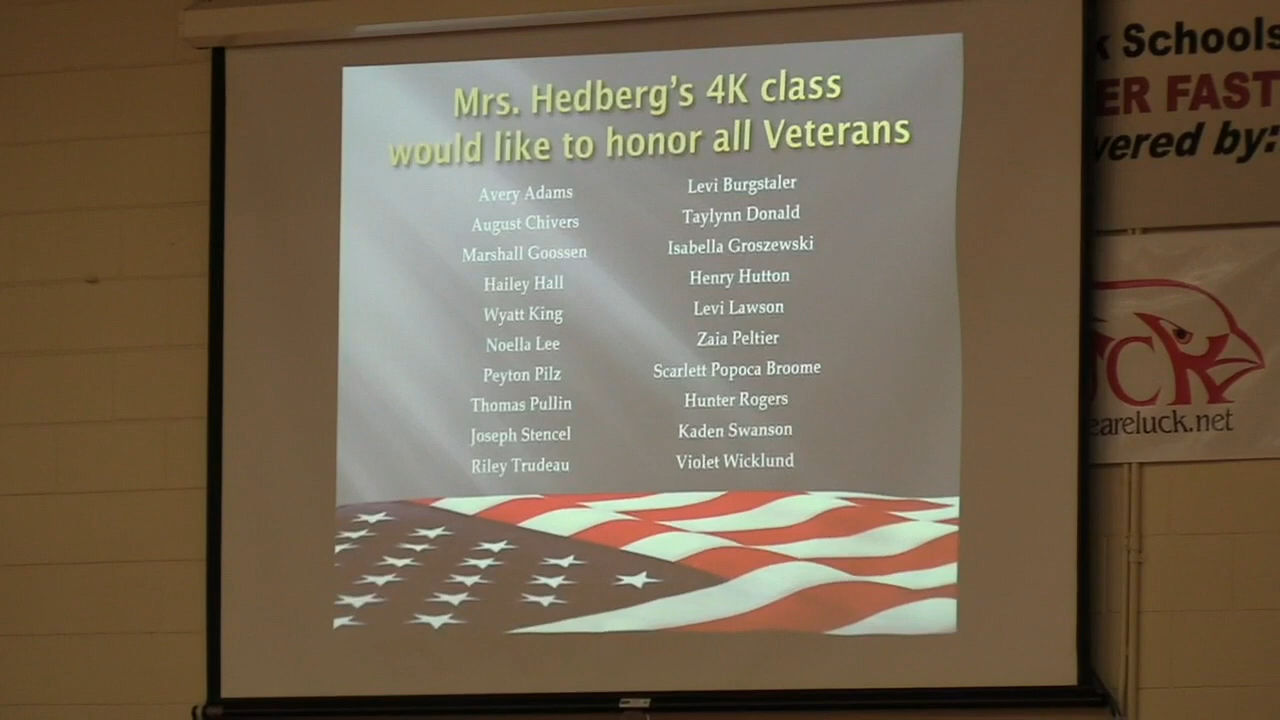 Mrs. Hedberg's 4K class
would like to honor all Veterans
Avery Adams
August Chivers
Marshall Goossen
Hailey Hall
Wyatt King
Noella Lee
Peyton Pilz
Thomas Pullin
Joseph Stencel
Riley Trudeau
Levi Burgstaler
Taylynn Donald
Isabella Groszewski
Henry Hutton
Levi Lawson
Zaia Peltier
Scarlett Popoca Broome
Hunter Rogers
Kaden Swanson
Violet Wicklund
k Schools
ER FAST
vered by:
CK
eareluck.net